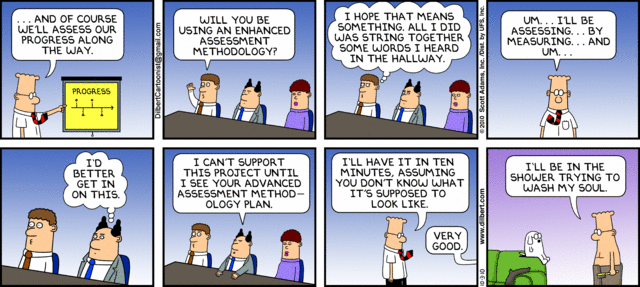 ...AND OF COURSE
WE'LL ASSESS OUR
PROGRESS ALONG
THE WAY.
PROGRESS
DilbertCartoonist@gmail.com
WILL YOU BE
USING AN ENHANCED
ASSESSMENT
METHODOLOGY?
I HOPE THAT MEANS
SOMETHING. ALL I DID
WAS STRING TOGETHER
SOME WORDS I HEARD
IN THE HALLWAY.
©2010 Scott Adams, Inc./Dist. by UFS, Inc.
UM... I'LL BE
ASSESSING...BY
MEASURING...AND
UM...
I'D
BETTER
GET IN
ON THIS.
I CAN'T SUPPORT
THIS PROJECT UNTIL
I SEE YOUR ADVANCED
ASSESSMENT METHOD-
OLOGY PLAN.
I'LL HAVE IT IN TEN
MINUTES, ASSUMING
YOU DON'T KNOW WHAT
IT'S SUPPOSED TO
LOOK LIKE.
VERY
GOOD.
10-3-10
www.dilbert.com
I'LL BE IN THE
SHOWER TRYING TO
WASH MY SOUL.